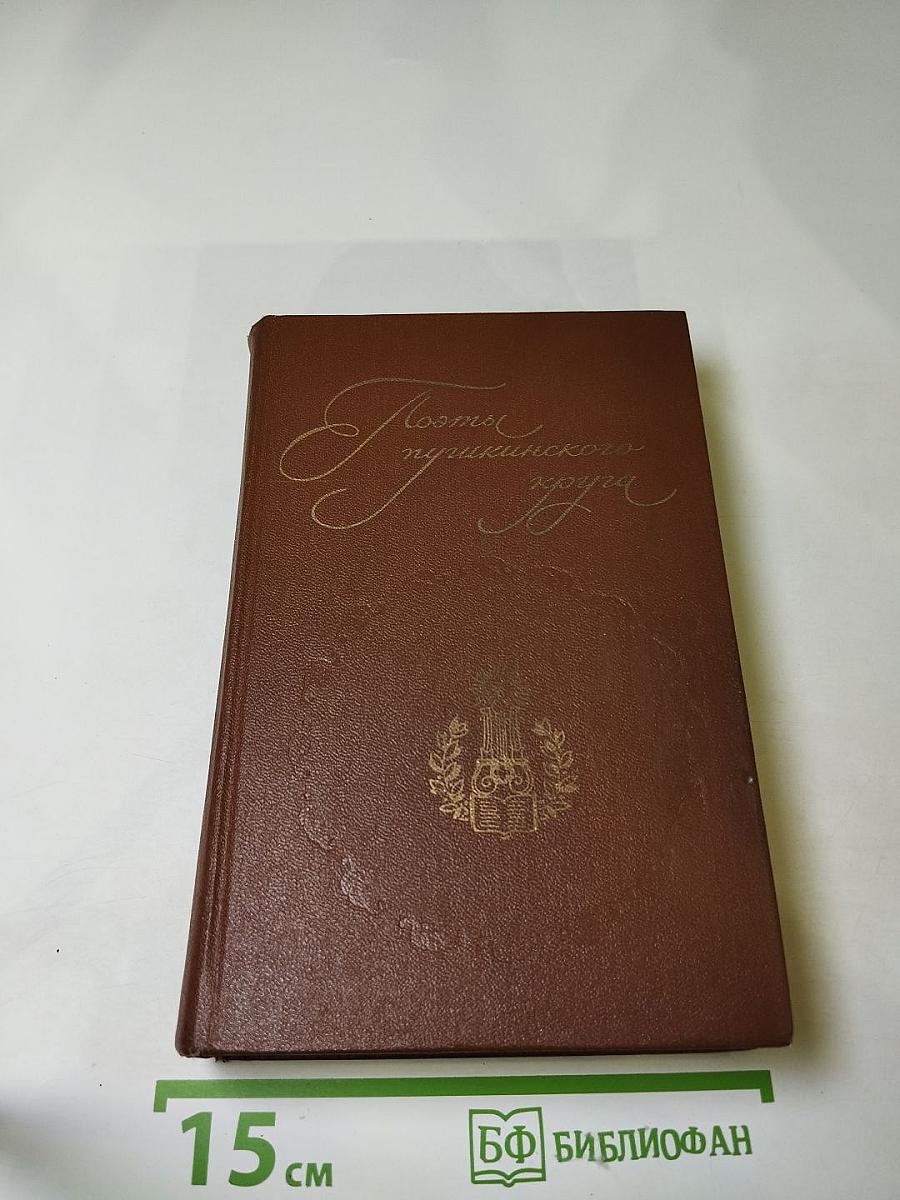 Поэты
пушкинского
круга
15 см
БФ БИБЛИОФАН